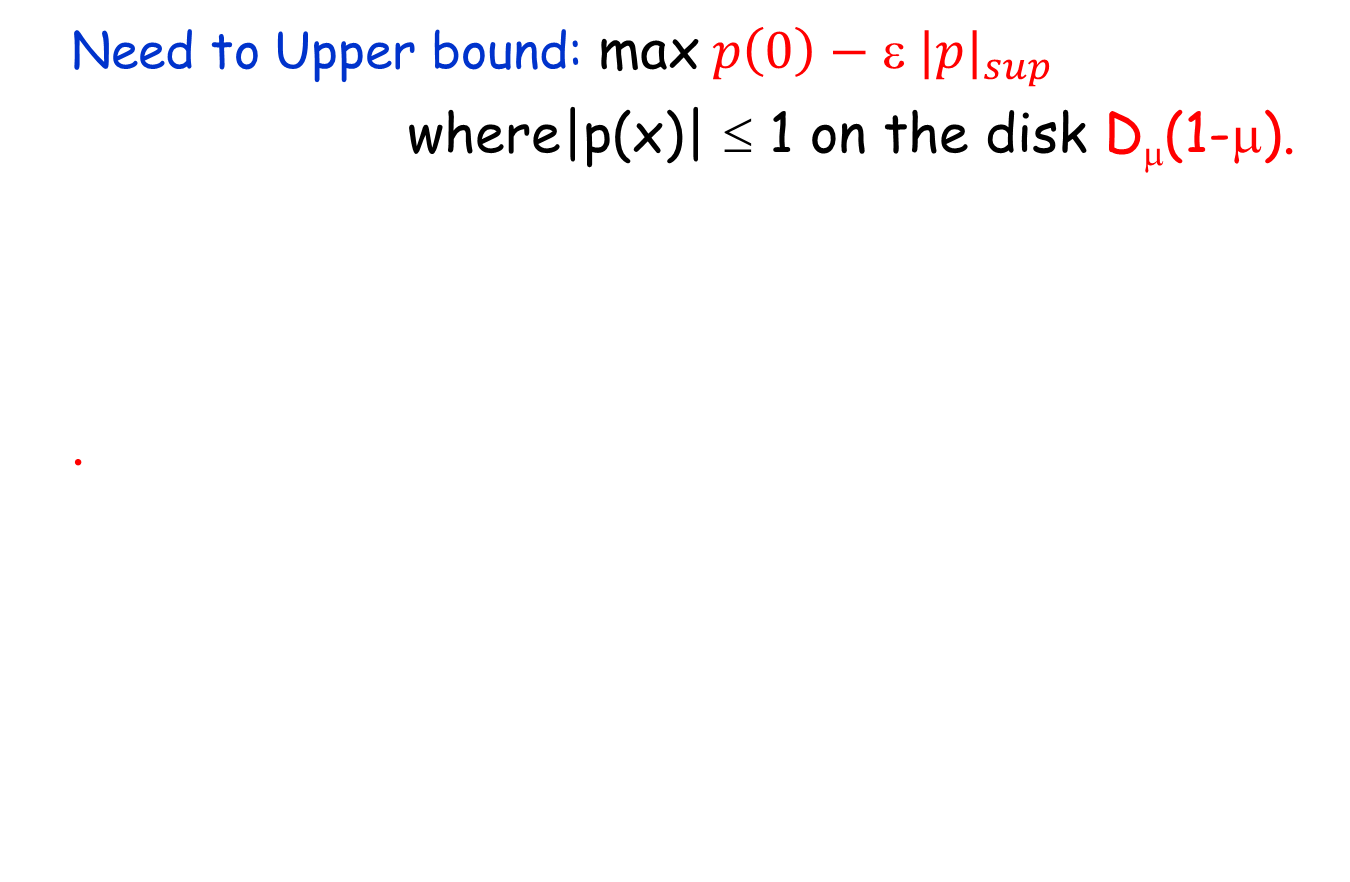 Need to Upper bound: max p(0) − ε |p|ₛᵤₚ
where|p(x)| ≤ 1 on the disk Dμ(1-μ).
.